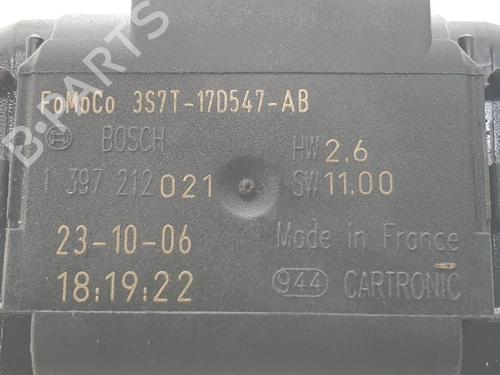 FoMoCo 3S7T-17D547-AB
BOSCH HW 2.6
1 397 212 021 SW 11.00
23-10-06 Made in France
18:19:22 944 CARTRONIC
B-PARTS